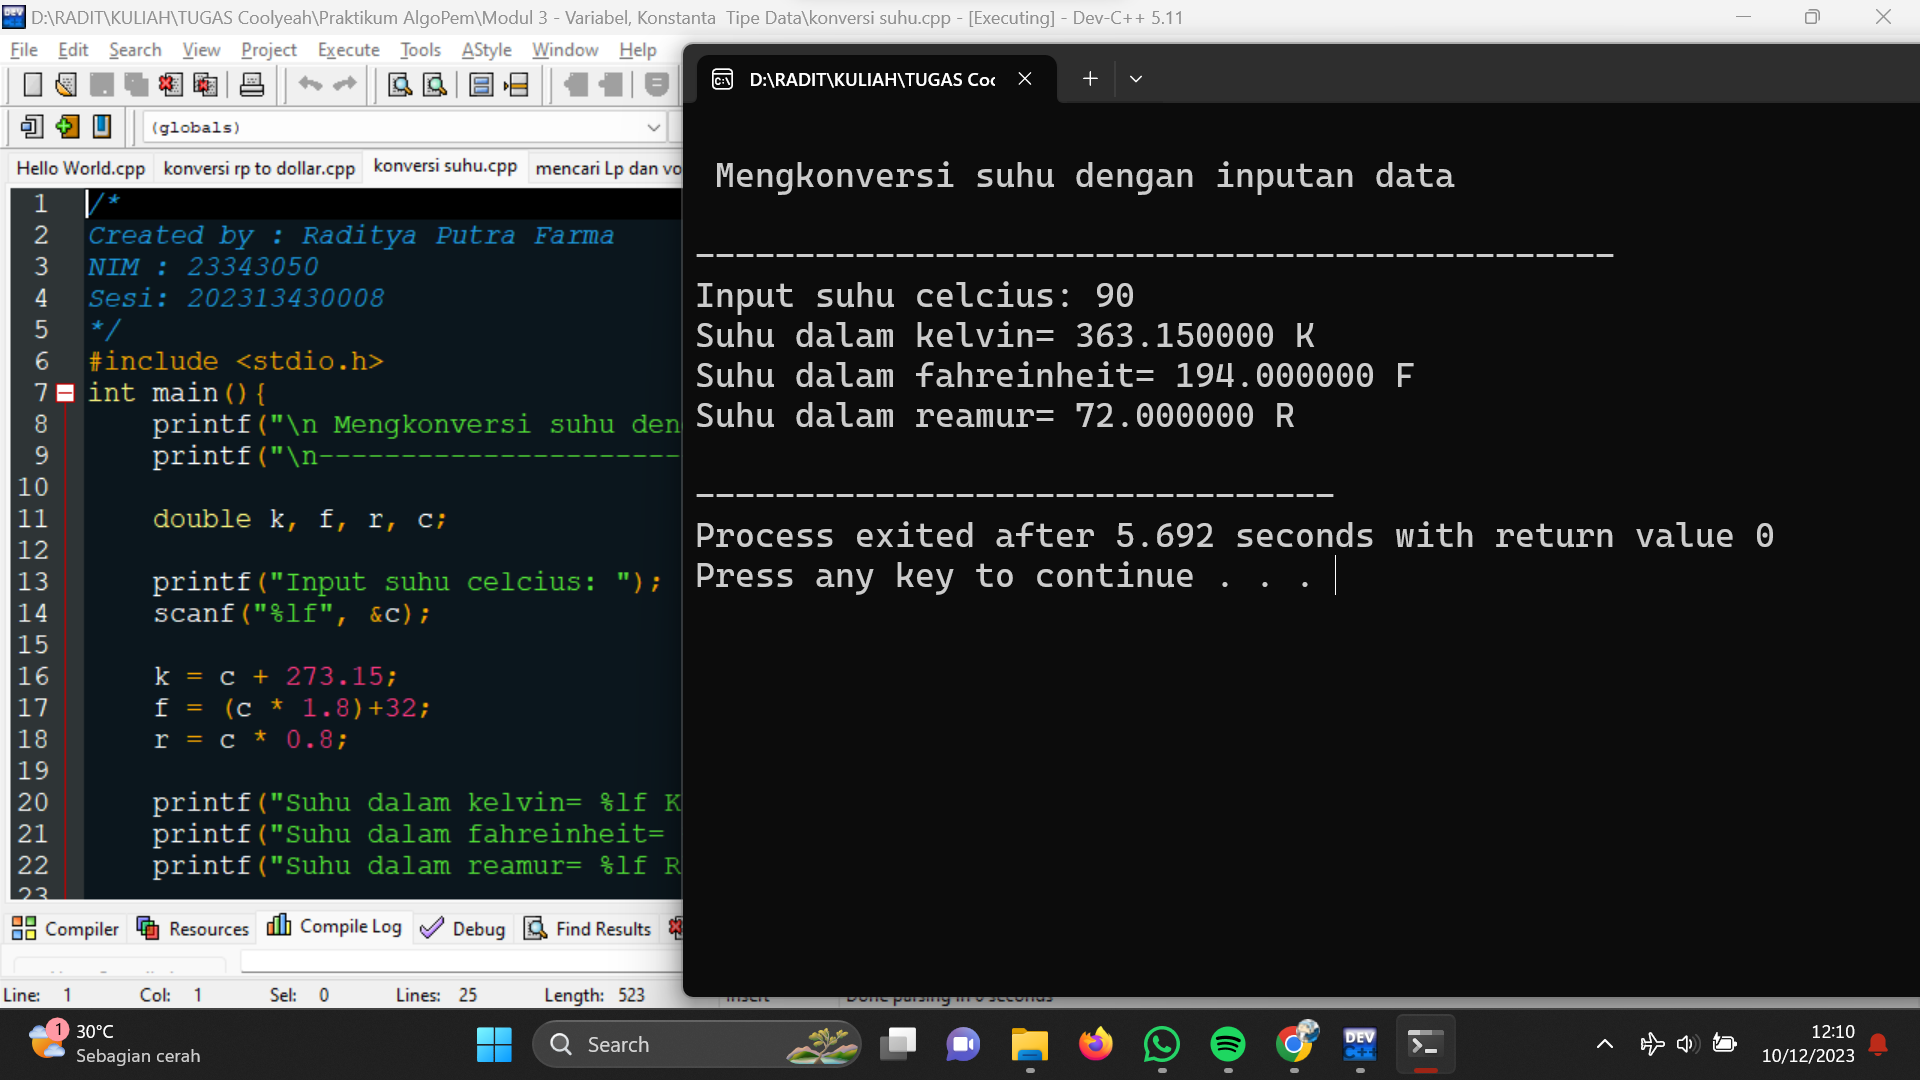 D:\RADIT\KULIAH\TUGAS Coolyeah\Praktikum AlgoPem\Modul 3 - Variabel, Konstanta  Tipe Data\konversi suhu.cpp - [Executing] - Dev-C++ 5.11
File Edit Search View Project Execute Tools AStyle Window Help
(globals)
Hello World.cpp konversi rp to dollar.cpp konversi suhu.cpp mencari Lp dan vo
1 /*
2 Created by : Raditya Putra Farma
3 NIM : 23343050
4 Sesi: 202313430008
5 */
6 #include <stdio.h>
7 int main(){
8 printf("\n Mengkonversi suhu den
9 printf("\n----------------------
10
11 double k, f, r, c;
12
13 printf("Input suhu celcius: ");
14 scanf("%lf", &c);
15
16 k = c + 273.15;
17 f = (c * 1.8)+32;
18 r = c * 0.8;
19
20 printf("Suhu dalam kelvin= %lf K
21 printf("Suhu dalam fahreinheit=
22 printf("Suhu dalam reamur= %lf R
23
Compiler Resources Compile Log Debug Find Results
Line: 1 Col: 1 Sel: 0 Lines: 25 Length: 523 Insert Done parsing in 0 seconds
D:\RADIT\KULIAH\TUGAS Coo
Mengkonversi suhu dengan inputan data
----------------------------------------------
Input suhu celcius: 90
Suhu dalam kelvin= 363.150000 K
Suhu dalam fahreinheit= 194.000000 F
Suhu dalam reamur= 72.000000 R
--------------------------------
Process exited after 5.692 seconds with return value 0
Press any key to continue . . .
1
30°C
Sebagian cerah
Search
DEV
C++
12:10
10/12/2023